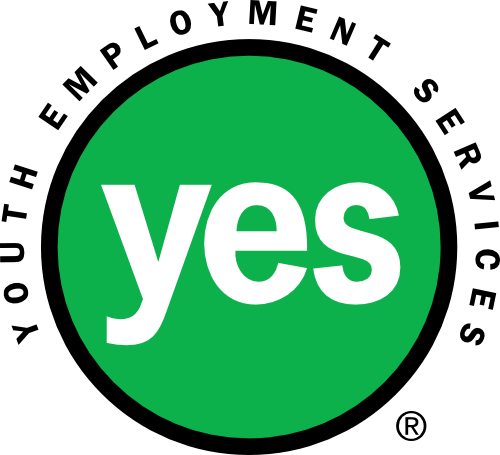 YOUTH EMPLOYMENT SERVICES
yes
®